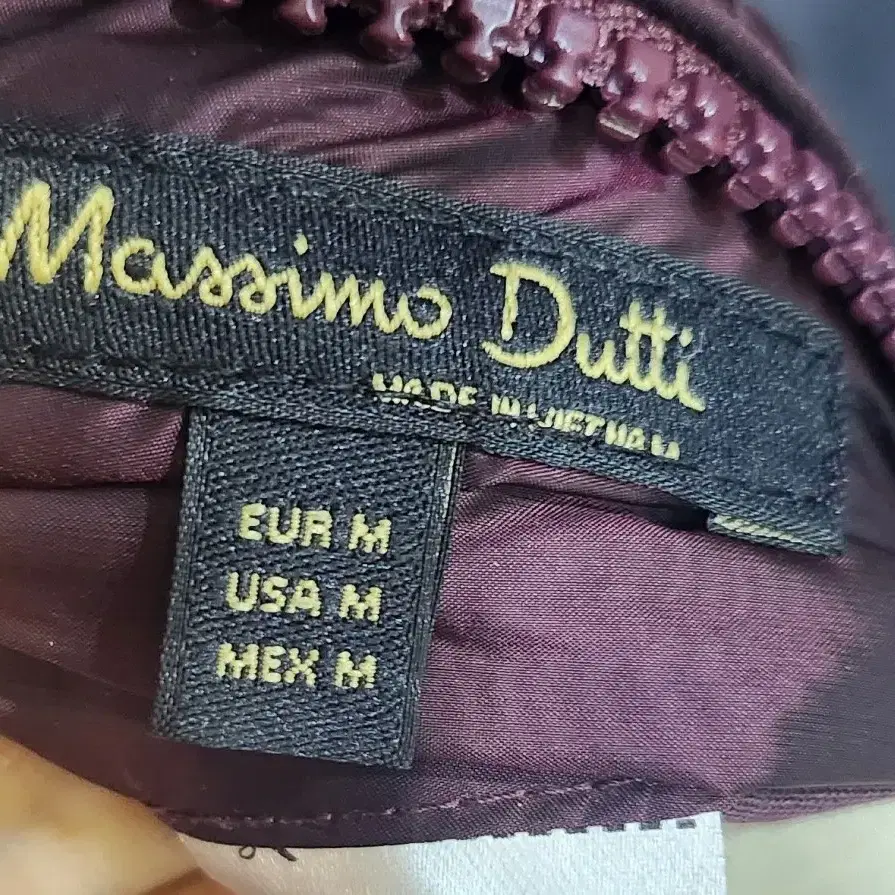 Massimo Dutti
MADE IN VIETNAM
EUR M
USA M
MEX M